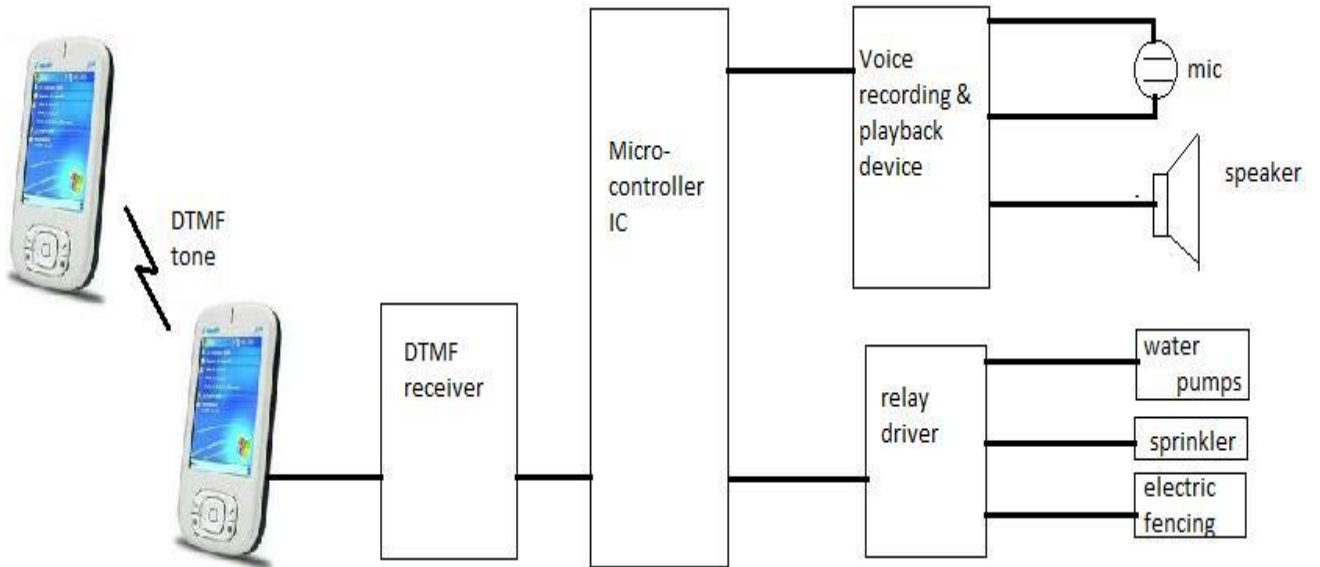 DTMF
tone
DTMF
receiver
Micro-
controller
IC
Voice
recording &
playback
device
mic
speaker
relay
driver
water
pumps
sprinkler
electric
fencing